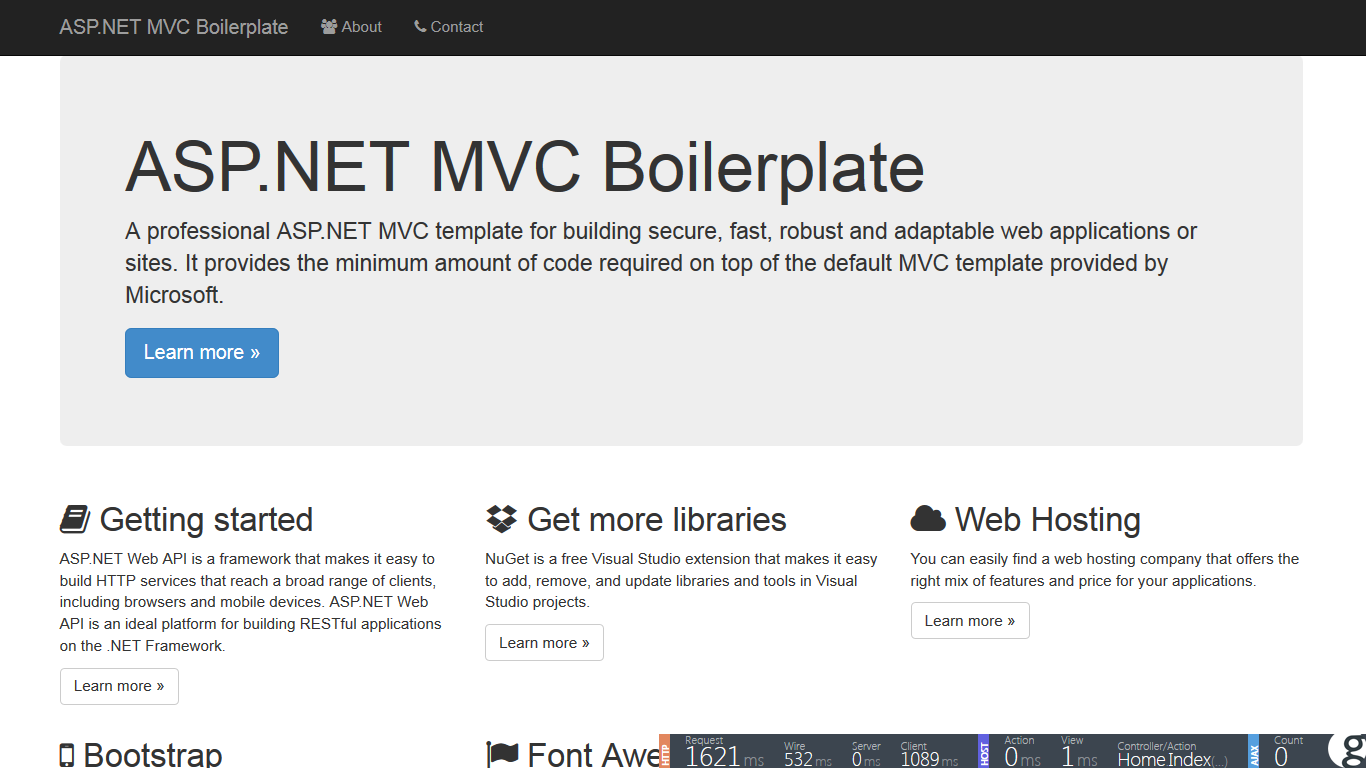 ASP.NET MVC Boilerplate About Contact
ASP.NET MVC Boilerplate
A professional ASP.NET MVC template for building secure, fast, robust and adaptable web applications or
sites. It provides the minimum amount of code required on top of the default MVC template provided by
Microsoft.
Learn more »
Getting started
ASP.NET Web API is a framework that makes it easy to
build HTTP services that reach a broad range of clients,
including browsers and mobile devices. ASP.NET Web
API is an ideal platform for building RESTful applications
on the .NET Framework.
Learn more »
Get more libraries
NuGet is a free Visual Studio extension that makes it easy
to add, remove, and update libraries and tools in Visual
Studio projects.
Learn more »
Web Hosting
You can easily find a web hosting company that offers the
right mix of features and price for your applications.
Learn more »
Bootstrap
Font Awe
HTTP
Request
1621 ms
Wire
532 ms
Server
0 ms
Client
1089 ms
HOST
Action
0 ms
View
1 ms
Controller/Action
Home Index(...)
AJAX
Count
0
g